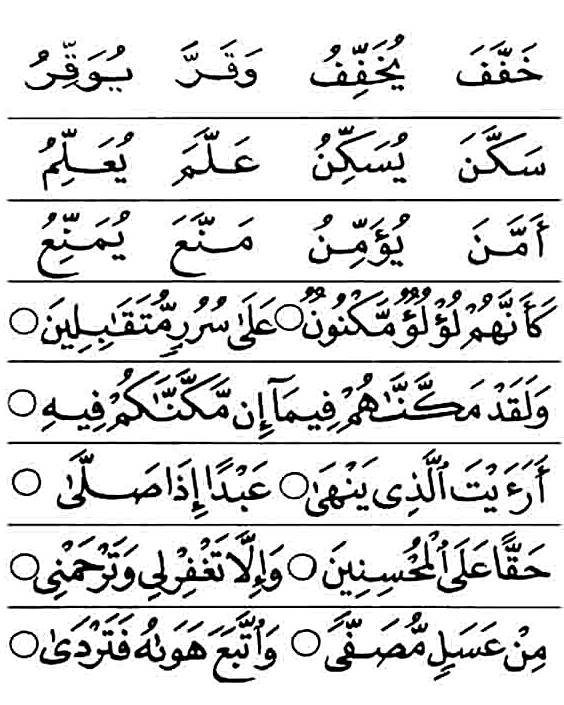 خَفَّفَ يُخَفِّفُ وَقَرَّ يُوَقِّرُ
سَكَّنَ يُسَكِّنُ عَلَّمَ يُعَلِّمُ
أَمَّنَ يُؤَمِّنُ مَنَّعَ يُمَنِّعُ
كَأَنَّهُمْ لُؤْلُؤٌ مَّكْنُونٌ ○ عَلَىٰ سُرُرٍ مُّتَقَٰبِلِينَ ○
وَلَقَدْ مَكَّنَّٰهُمْ فِيمَآ إِن مَّكَّنَّٰكُمْ فِيهِ ○
أَرَءَيْتَ ٱلَّذِى يَنْهَىٰ ○ عَبْدًا إِذَا صَلَّىٰ ○
حَقًّا عَلَى ٱلْمُحْسِنِينَ ○ وَإِلَّا تَغْفِرْ لِي وَتَرْحَمْنِي ○
مِنْ عَسَلٍ مُّصَفًّى ○ وَٱتَّبَعَ هَوَىٰهُ فَتَرْدَىٰ ○